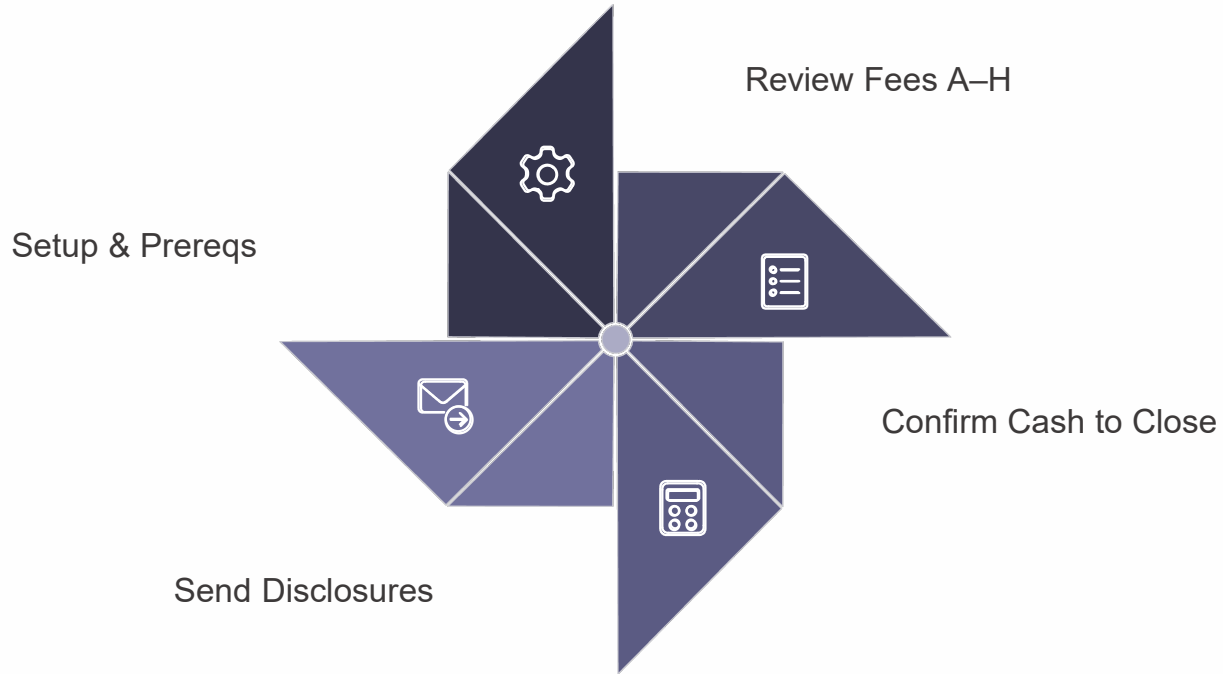 Review Fees A–H
Setup & Prereqs
Confirm Cash to Close
Send Disclosures